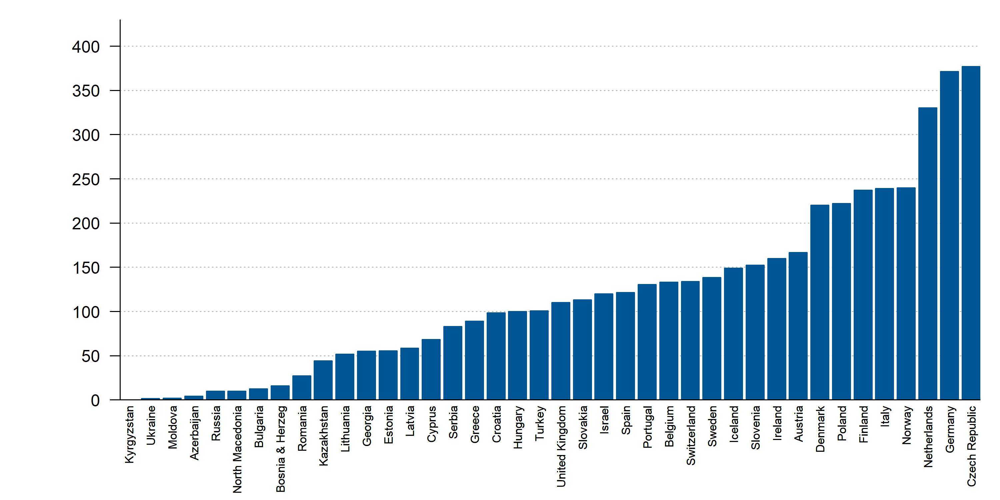 400
350
300
250
200
150
100
50
0
Kyrgyzstan
Ukraine
Moldova
Azerbaijan
Russia
North Macedonia
Bulgaria
Bosnia & Herzeg
Romania
Kazakhstan
Lithuania
Georgia
Estonia
Latvia
Cyprus
Serbia
Greece
Croatia
Hungary
Turkey
United Kingdom
Slovakia
Israel
Spain
Portugal
Belgium
Switzerland
Sweden
Iceland
Slovenia
Ireland
Austria
Denmark
Poland
Finland
Italy
Norway
Netherlands
Germany
Czech Republic